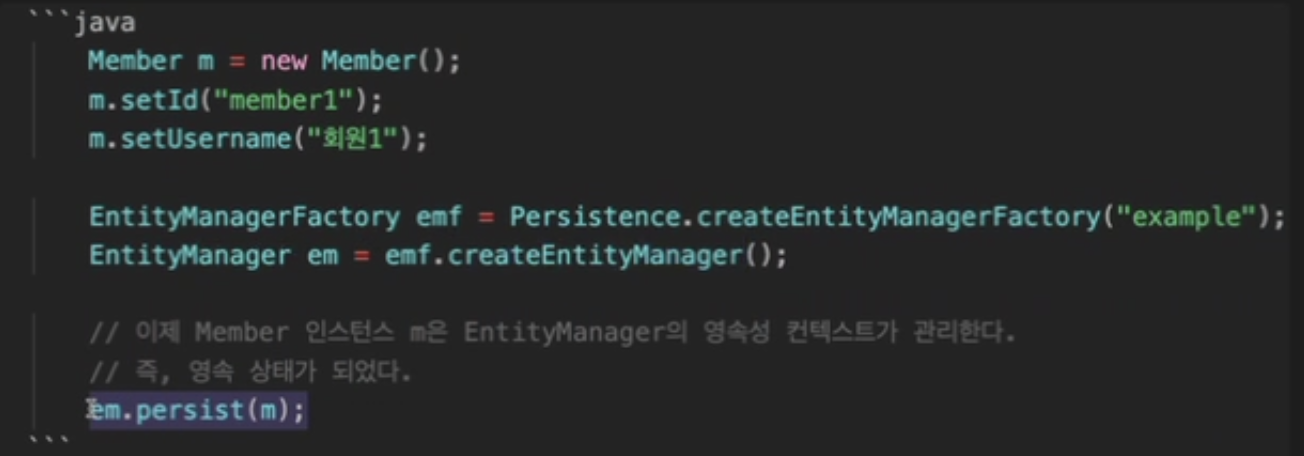 ```java
Member m = new Member();
m.setId("member1");
m.setUsername("회원1");
EntityManagerFactory emf = Persistence.createEntityManagerFactory("example");
EntityManager em = emf.createEntityManager();
// 이제 Member 인스턴스 m은 EntityManager의 영속성 컨텍스트가 관리한다.
// 즉, 영속 상태가 되었다.
em.persist(m);
```